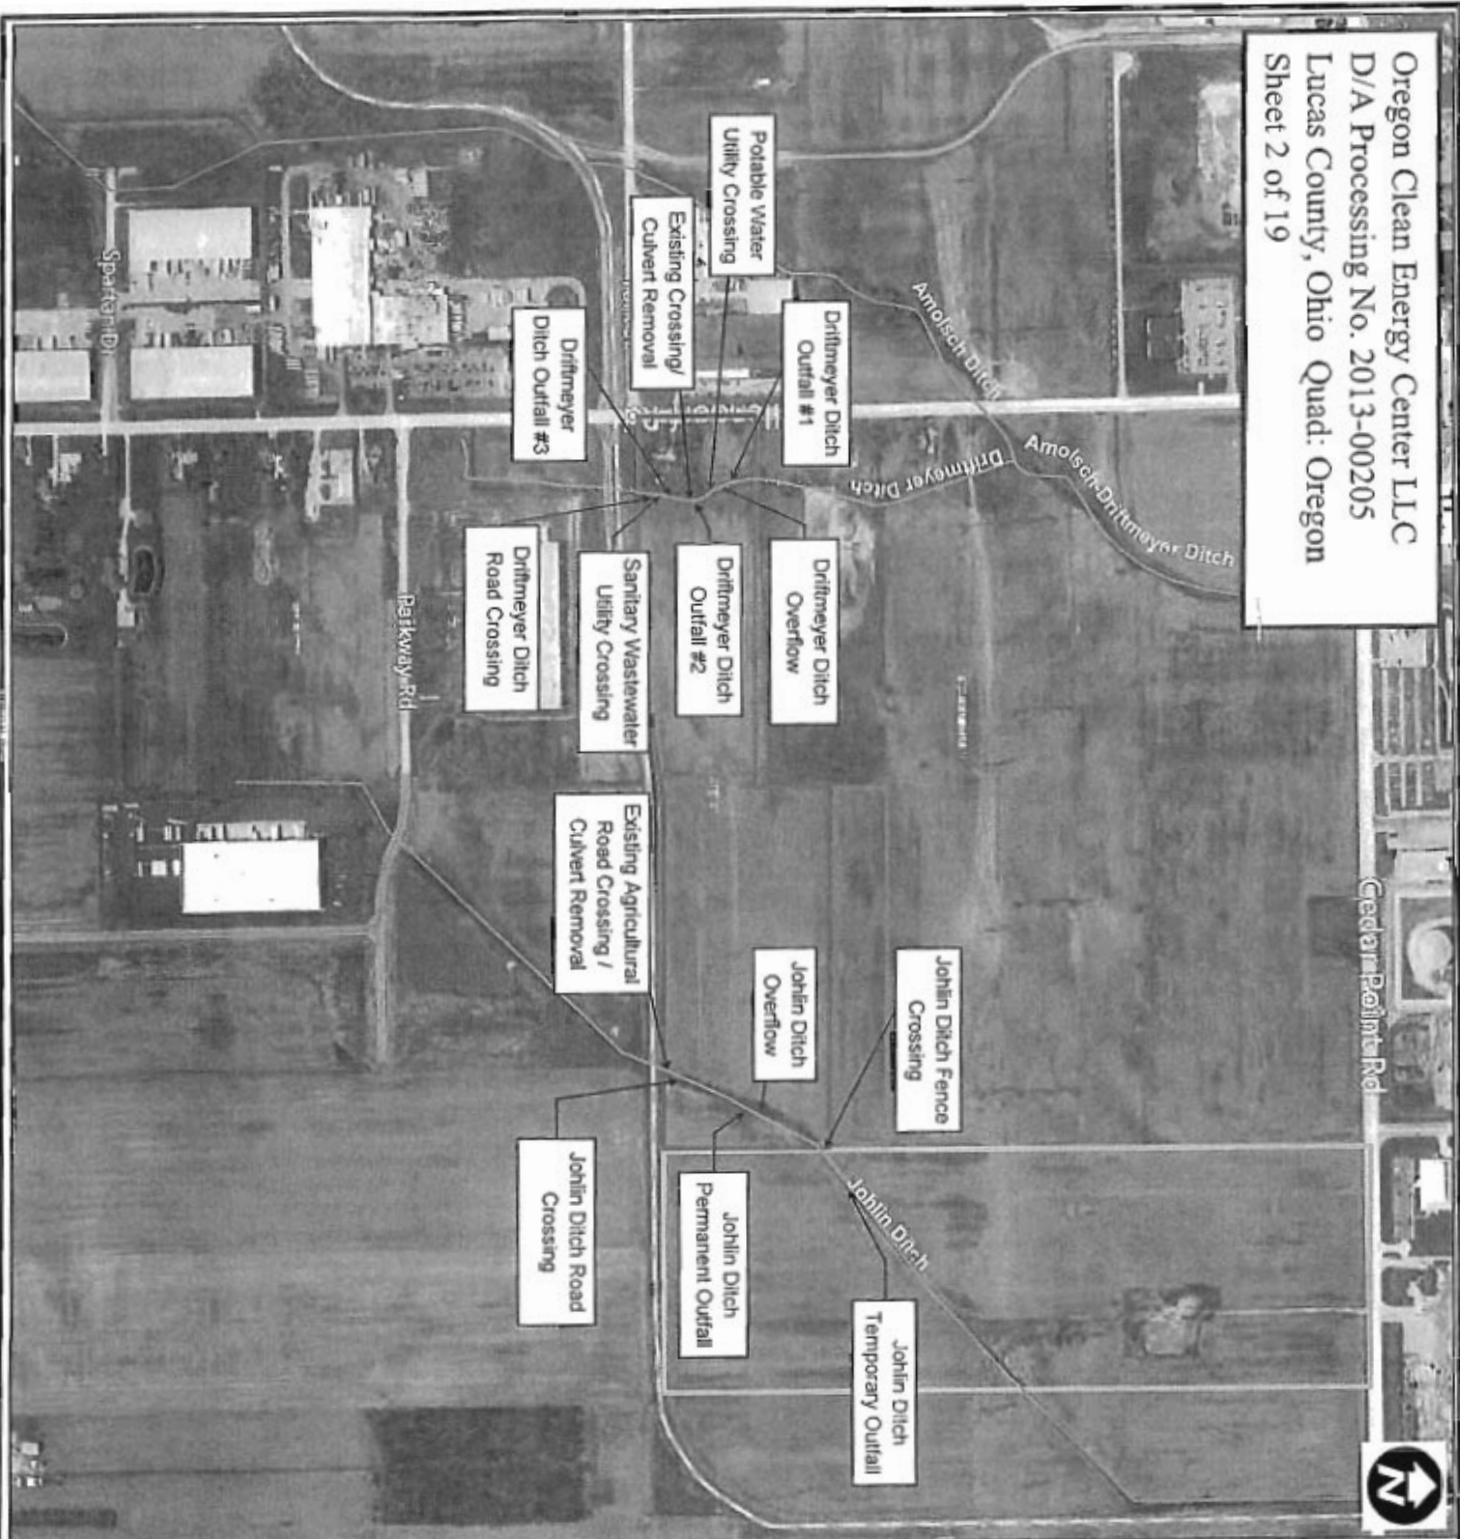 Oregon Clean Energy Center LLC
D/A Processing No. 2013-00205
Lucas County, Ohio Quad: Oregon
Sheet 2 of 19
N
Cedar Point Rd
Amolsch-Driftmeyer Ditch
Amolsch Ditch
Driftmeyer Ditch
Johlin Ditch Fence
Crossing
Johlin Ditch
Johlin Ditch
Temporary Outfall
Driftmeyer Ditch
Outfall #1
Driftmeyer Ditch
Overflow
Johlin Ditch
Overflow
Potable Water
Utility Crossing
Driftmeyer Ditch
Outfall #2
Johlin Ditch
Permanent Outfall
Existing Crossing/
Culvert Removal
Sanitary Wastewater
Utility Crossing
Existing Agricultural
Road Crossing /
Culvert Removal
Driftmeyer
Ditch Outfall #3
Driftmeyer Ditch
Road Crossing
Johlin Ditch Road
Crossing
Parkway Rd
Spartan Dr